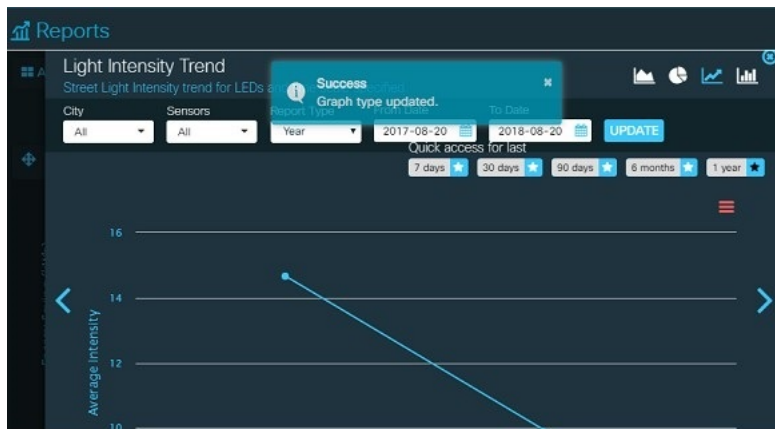 Reports
A
Light Intensity Trend
Street Light Intensity trend for LEDs
Success
Graph type updated.
City
Sensors
Report Type
From Date
To Date
All
All
Year
2017-08-20
2018-08-20
UPDATE
Quick access for last
7 days
30 days
90 days
6 months
1 year
16
14
12
10
Average Intensity